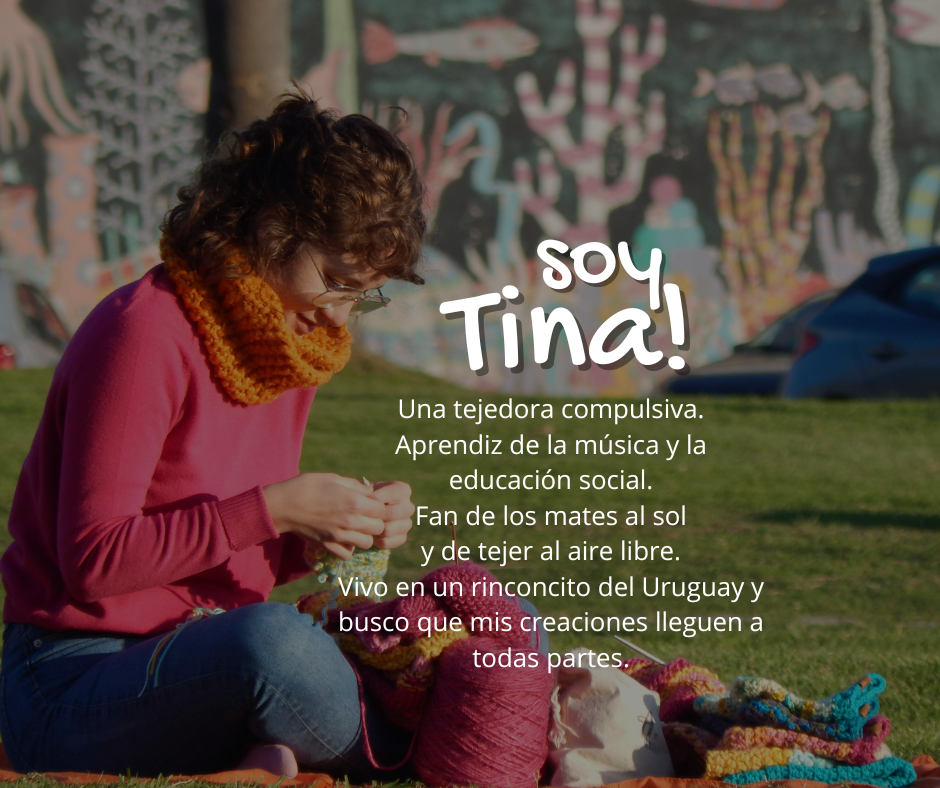 soy
Tina!
Una tejedora compulsiva.
Aprendiz de la música y la
educación social.
Fan de los mates al sol
y de tejer al aire libre.
Vivo en un rinconcito del Uruguay y
busco que mis creaciones lleguen a
todas partes.